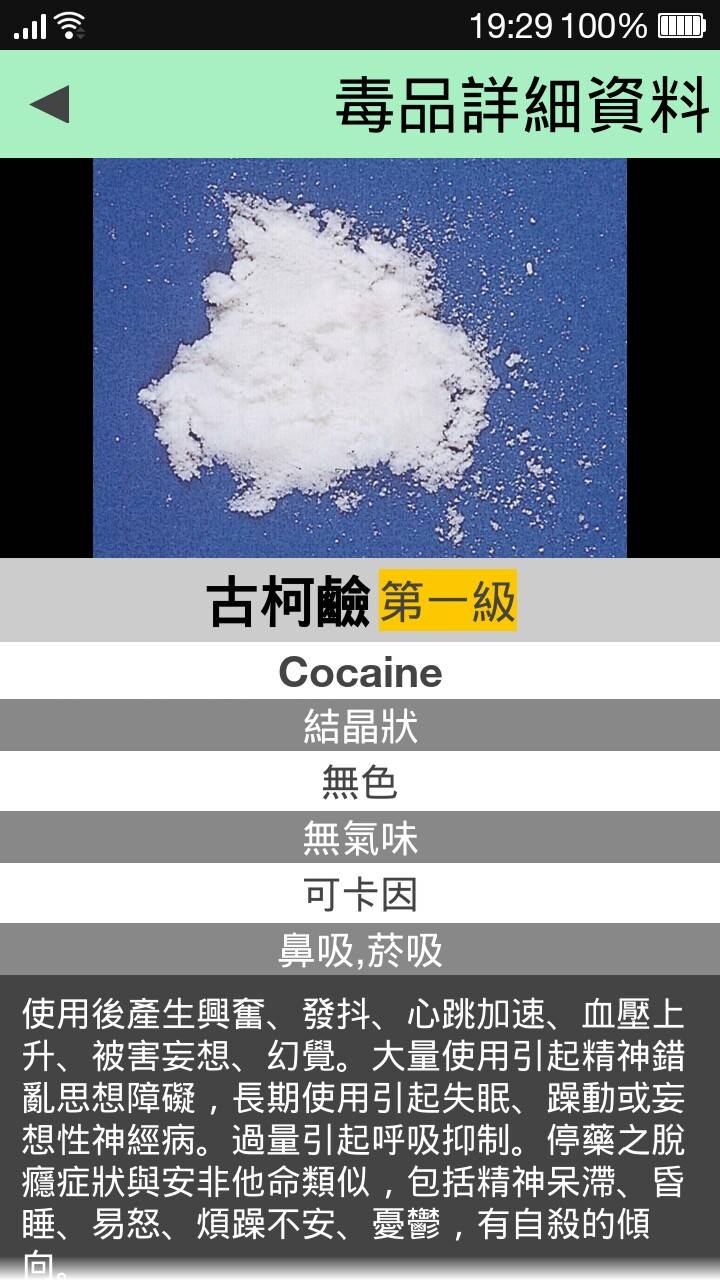 19:29 100%
毒品詳細資料
古柯鹼 第一級
Cocaine
結晶狀
無色
無氣味
可卡因
鼻吸,菸吸
使用後產生興奮、發抖、心跳加速、血壓上
升、被害妄想、幻覺。大量使用引起精神錯
亂思想障礙，長期使用引起失眠、躁動或妄
想性神經病。過量引起呼吸抑制。停藥之脫
癮症狀與安非他命類似，包括精神呆滯、昏
睡、易怒、煩躁不安、憂鬱，有自殺的傾
向。